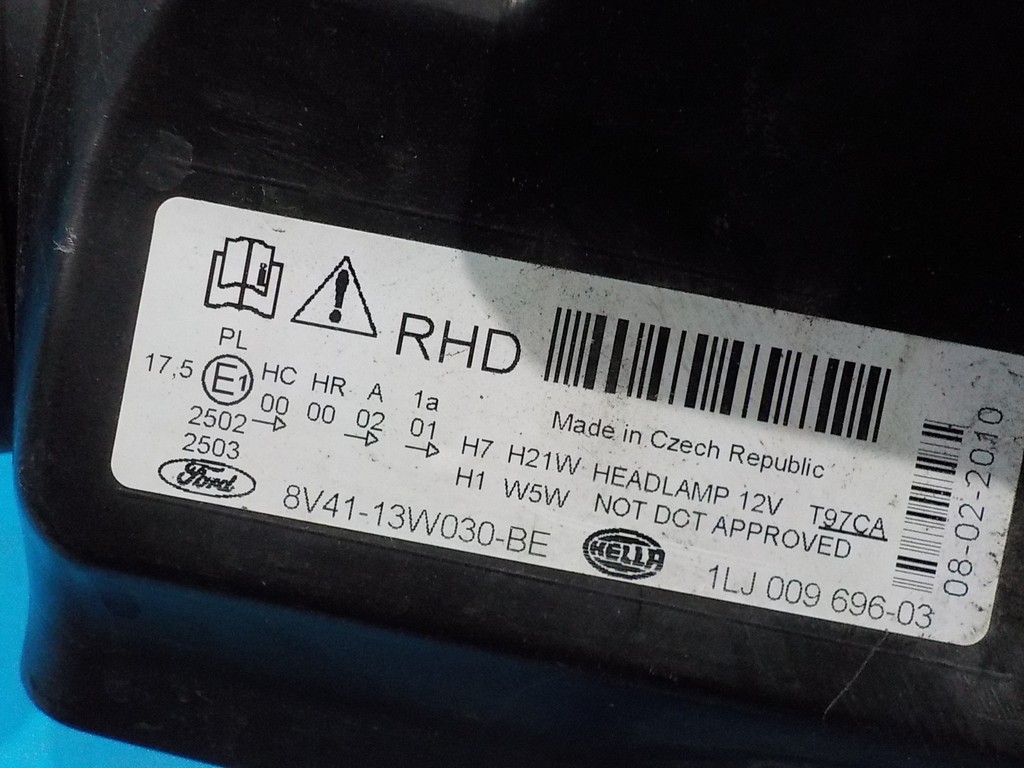 RHD
PL
17,5 E1 HC HR A 1a
00 00 02 01
2502
2503
Made in Czech Republic
H7 H21W HEADLAMP 12V T97CA
H1 W5W NOT DOT APPROVED
Ford 8V41-13W030-BE HELLA 1LJ 009 696-03
08-02-2010